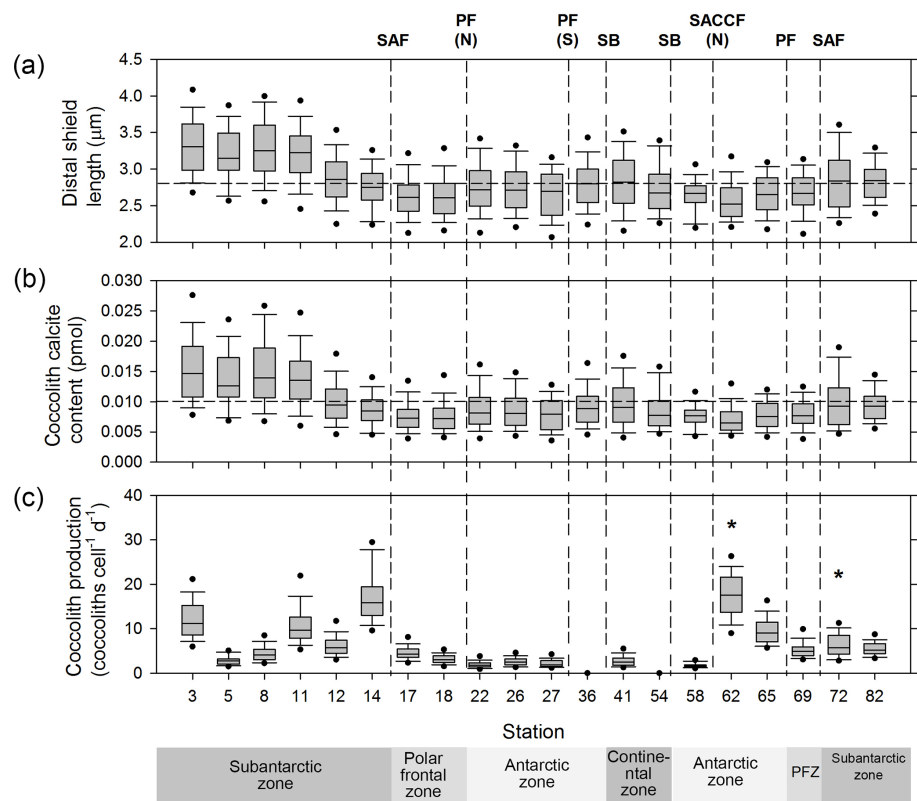 PF PF SACCF
SAF (N) (S) SB SB (N) PF SAF
(a)
4.5
4.0
3.5
3.0
2.5
2.0
Distal shield
length (μm)
(b)
0.030
0.025
0.020
0.015
0.010
0.005
0.000
Coccolith calcite
content (pmol)
(c)
40
30
20
10
0
Coccolith production
(coccoliths cell⁻¹ d⁻¹)
* *
3 5 8 11 12 14 17 18 22 26 27 36 41 54 58 62 65 69 72 82
Station
Subantarctic
zone
Polar
frontal
zone
Antarctic
zone
Contine-
ntal zone
Antarctic
zone
PFZ
Subantarctic
zone